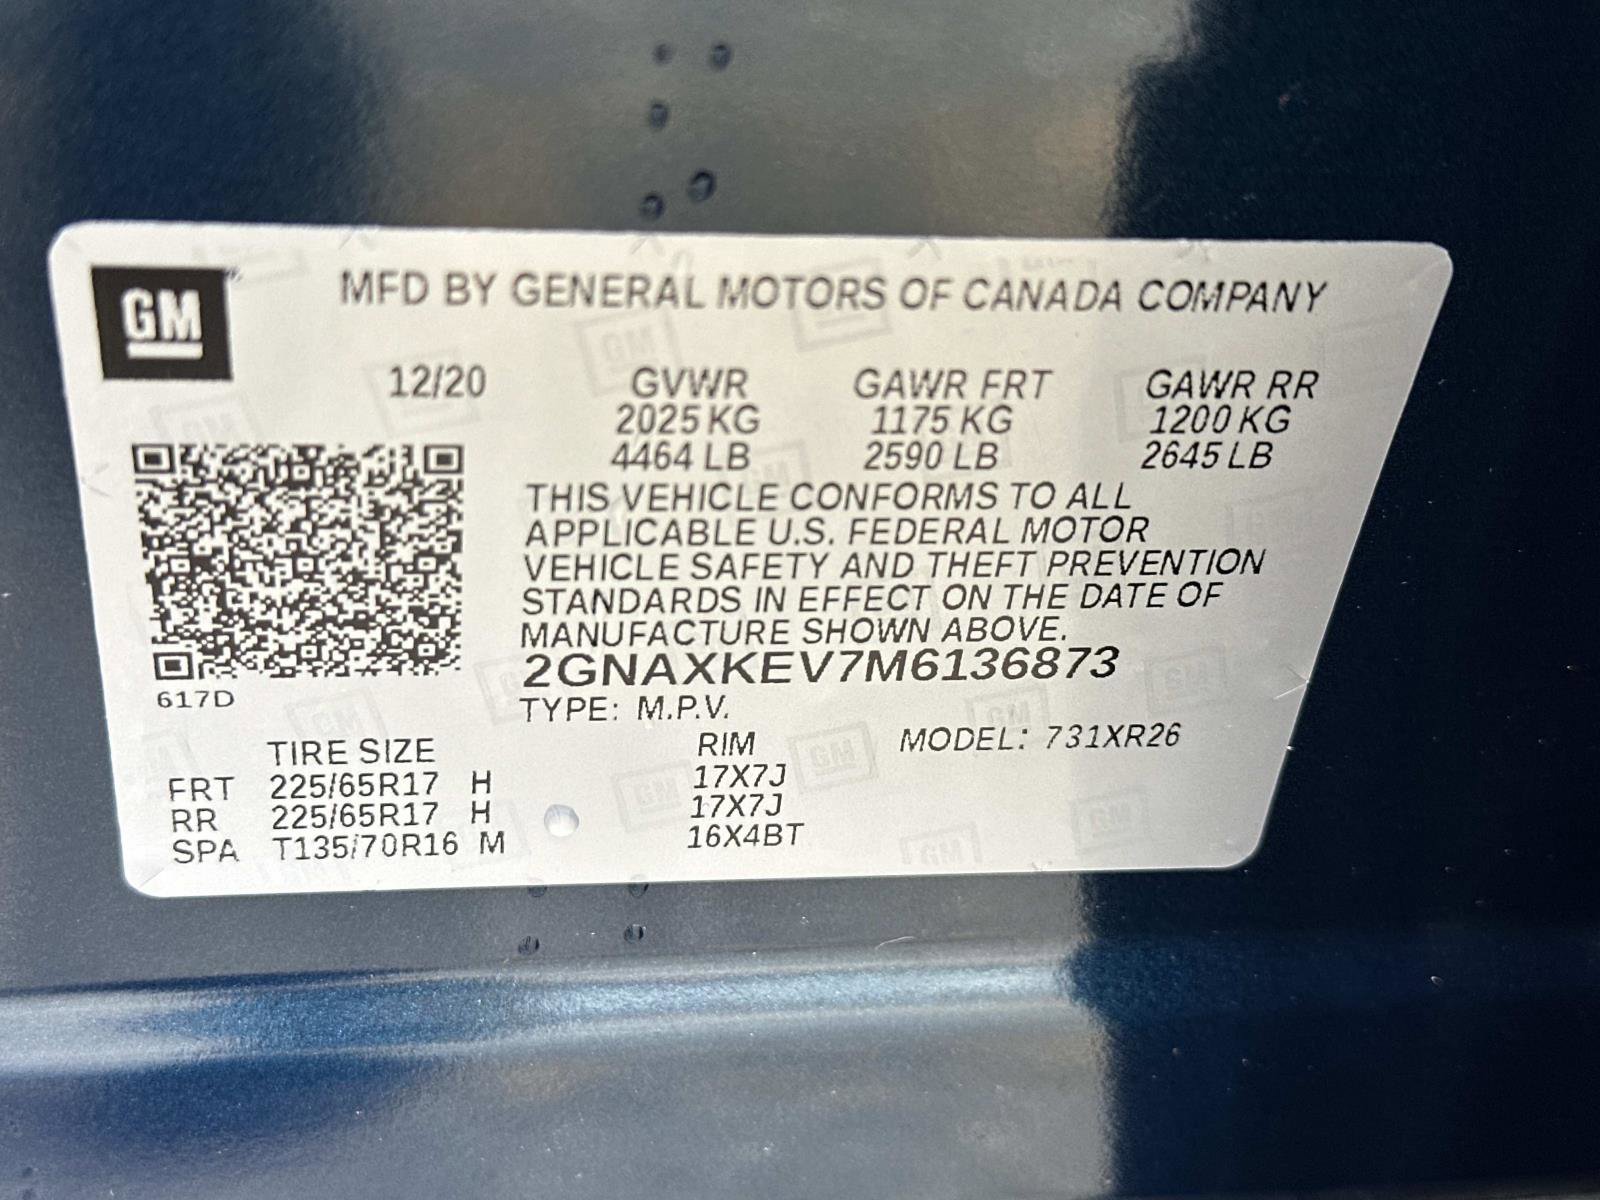 GM
MFD BY GENERAL MOTORS OF CANADA COMPANY
12/20 GVWR GAWR FRT GAWR RR
2025 KG 1175 KG 1200 KG
4464 LB 2590 LB 2645 LB
THIS VEHICLE CONFORMS TO ALL
APPLICABLE U.S. FEDERAL MOTOR
VEHICLE SAFETY AND THEFT PREVENTION
STANDARDS IN EFFECT ON THE DATE OF
MANUFACTURE SHOWN ABOVE.
2GNAXKEV7M6136873
617D
TYPE: M.P.V.
TIRE SIZE RIM MODEL: 731XR26
FRT 225/65R17 H 17X7J
RR 225/65R17 H 17X7J
SPA T135/70R16 M 16X4BT